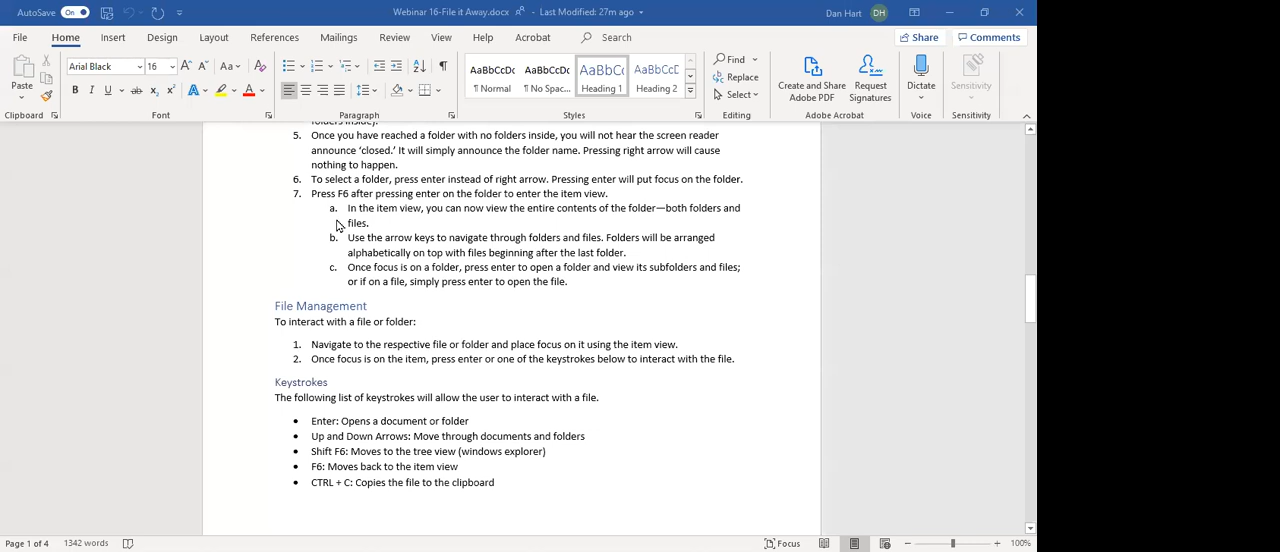 AutoSave On Webinar 16-File it Away.docx - Last Modified: 27m ago Dan Hart DH
File Home Insert Design Layout References Mailings Review View Help Acrobat Search Share Comments
Paste Arial Black 16 A A Aa A AaBbCcDc AaBbCcDc AaBbCc AaBbCcD Find Replace Select Create and Share Adobe PDF Request Signatures Dictate Sensitivity
B I U ab x₂ x² A A ¶ Normal ¶ No Spac... Heading 1 Heading 2
Clipboard Font Paragraph Styles Editing Adobe Acrobat Voice Sensitivity
folders inside).
5. Once you have reached a folder with no folders inside, you will not hear the screen reader
announce ‘closed.’ It will simply announce the folder name. Pressing right arrow will cause
nothing to happen.
6. To select a folder, press enter instead of right arrow. Pressing enter will put focus on the folder.
7. Press F6 after pressing enter on the folder to enter the item view.
a. In the item view, you can now view the entire contents of the folder—both folders and
files.
b. Use the arrow keys to navigate through folders and files. Folders will be arranged
alphabetically on top with files beginning after the last folder.
c. Once focus is on a folder, press enter to open a folder and view its subfolders and files;
or if on a file, simply press enter to open the file.
File Management
To interact with a file or folder:
1. Navigate to the respective file or folder and place focus on it using the item view.
2. Once focus is on the item, press enter or one of the keystrokes below to interact with the file.
Keystrokes
The following list of keystrokes will allow the user to interact with a file.
• Enter: Opens a document or folder
• Up and Down Arrows: Move through documents and folders
• Shift F6: Moves to the tree view (windows explorer)
• F6: Moves back to the item view
• CTRL + C: Copies the file to the clipboard
Page 1 of 4 1342 words Focus 100%